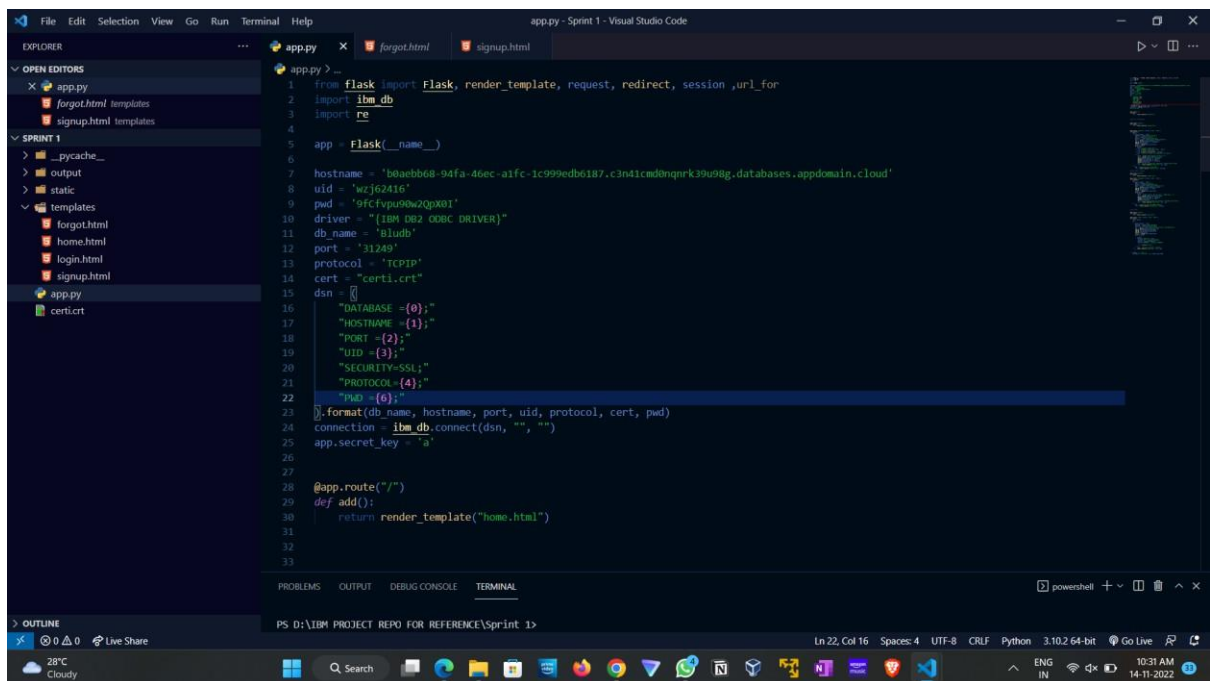 File Edit Selection View Go Run Terminal Help
app.py - Sprint 1 - Visual Studio Code
EXPLORER
OPEN EDITORS
app.py
forgot.html templates
signup.html templates
SPRINT 1
__pycache__
output
static
templates
forgot.html
home.html
login.html
signup.html
app.py
certi.crt
OUTLINE
app.py forgot.html signup.html
app.py > ...
1 from flask import Flask, render_template, request, redirect, session ,url_for
2 import ibm_db
3 import re
4
5 app = Flask(__name__)
6
7 hostname = 'b0aebb68-94fa-46ec-a1fc-1c999edb6187.c3n41cmd0nqnrk39u98g.databases.appdomain.cloud'
8 uid = 'wzj62416'
9 pwd = '9fCfvpu90w2QpX0I'
10 driver = "{IBM DB2 ODBC DRIVER}"
11 db_name = 'Bludb'
12 port = '31249'
13 protocol = 'TCPIP'
14 cert = "certi.crt"
15 dsn = (
16 "DATABASE ={0};"
17 "HOSTNAME ={1};"
18 "PORT ={2};"
19 "UID ={3};"
20 "SECURITY=SSL;"
21 "PROTOCOL={4};"
22 "PWD ={6};"
23 ).format(db_name, hostname, port, uid, protocol, cert, pwd)
24 connection = ibm_db.connect(dsn, "", "")
25 app.secret_key = 'a'
26
27
28 @app.route("/")
29 def add():
30 return render_template("home.html")
31
32
33
PROBLEMS OUTPUT DEBUG CONSOLE TERMINAL
powershell
PS D:\IBM PROJECT REPO FOR REFERENCE\Sprint 1>
0 0 Live Share
Ln 22, Col 16 Spaces: 4 UTF-8 CRLF Python 3.10.2 64-bit Go Live
28°C
Cloudy
Search
4
ENG
IN
10:31 AM
14-11-2022
33